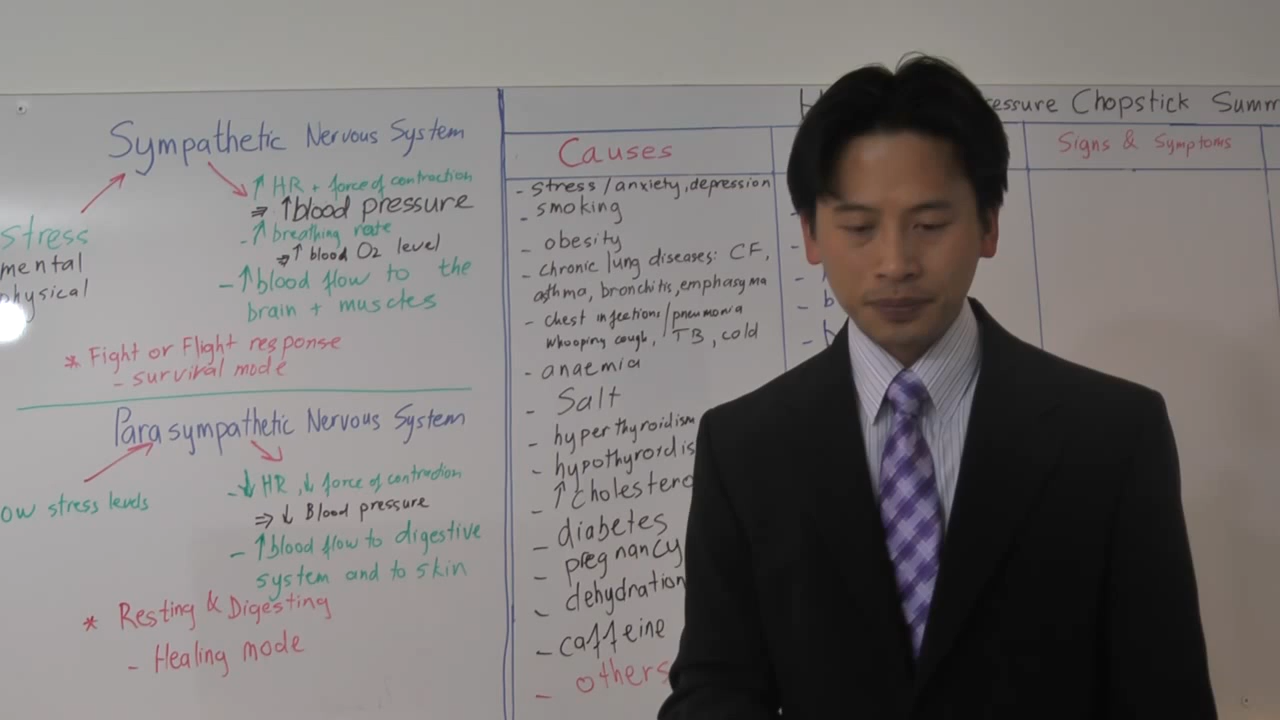 Sympathetic Nervous System
↑ HR + force of contraction
⇒ ↑blood pressure
- ↑ breathing rate
⇒↑ blood O2 level
- ↑blood flow to the
brain + muscles
stress
mental
physical
* Fight or Flight response
- survival mode
Parasympathetic Nervous System
- ↓ HR, ↓ force of contraction
⇒ ↓ Blood pressure
- ↑blood flow to digestive
system and to skin
ow stress levels
* Resting & Digesting
- Healing mode
essure Chopstick Summ
Causes
- stress/anxiety, depression
- smoking
- obesity
- chronic lung diseases: CF,
asthma, bronchitis, emphasyma
- chest infections/pneumonia
whooping cough, TB, cold
- anaemia
- Salt
- hyperthyroidism
- hypothyroidis
- ↑cholestero
- diabetes
- pregnancy
- dehydration
- caffeine
- others
Signs & Symptoms